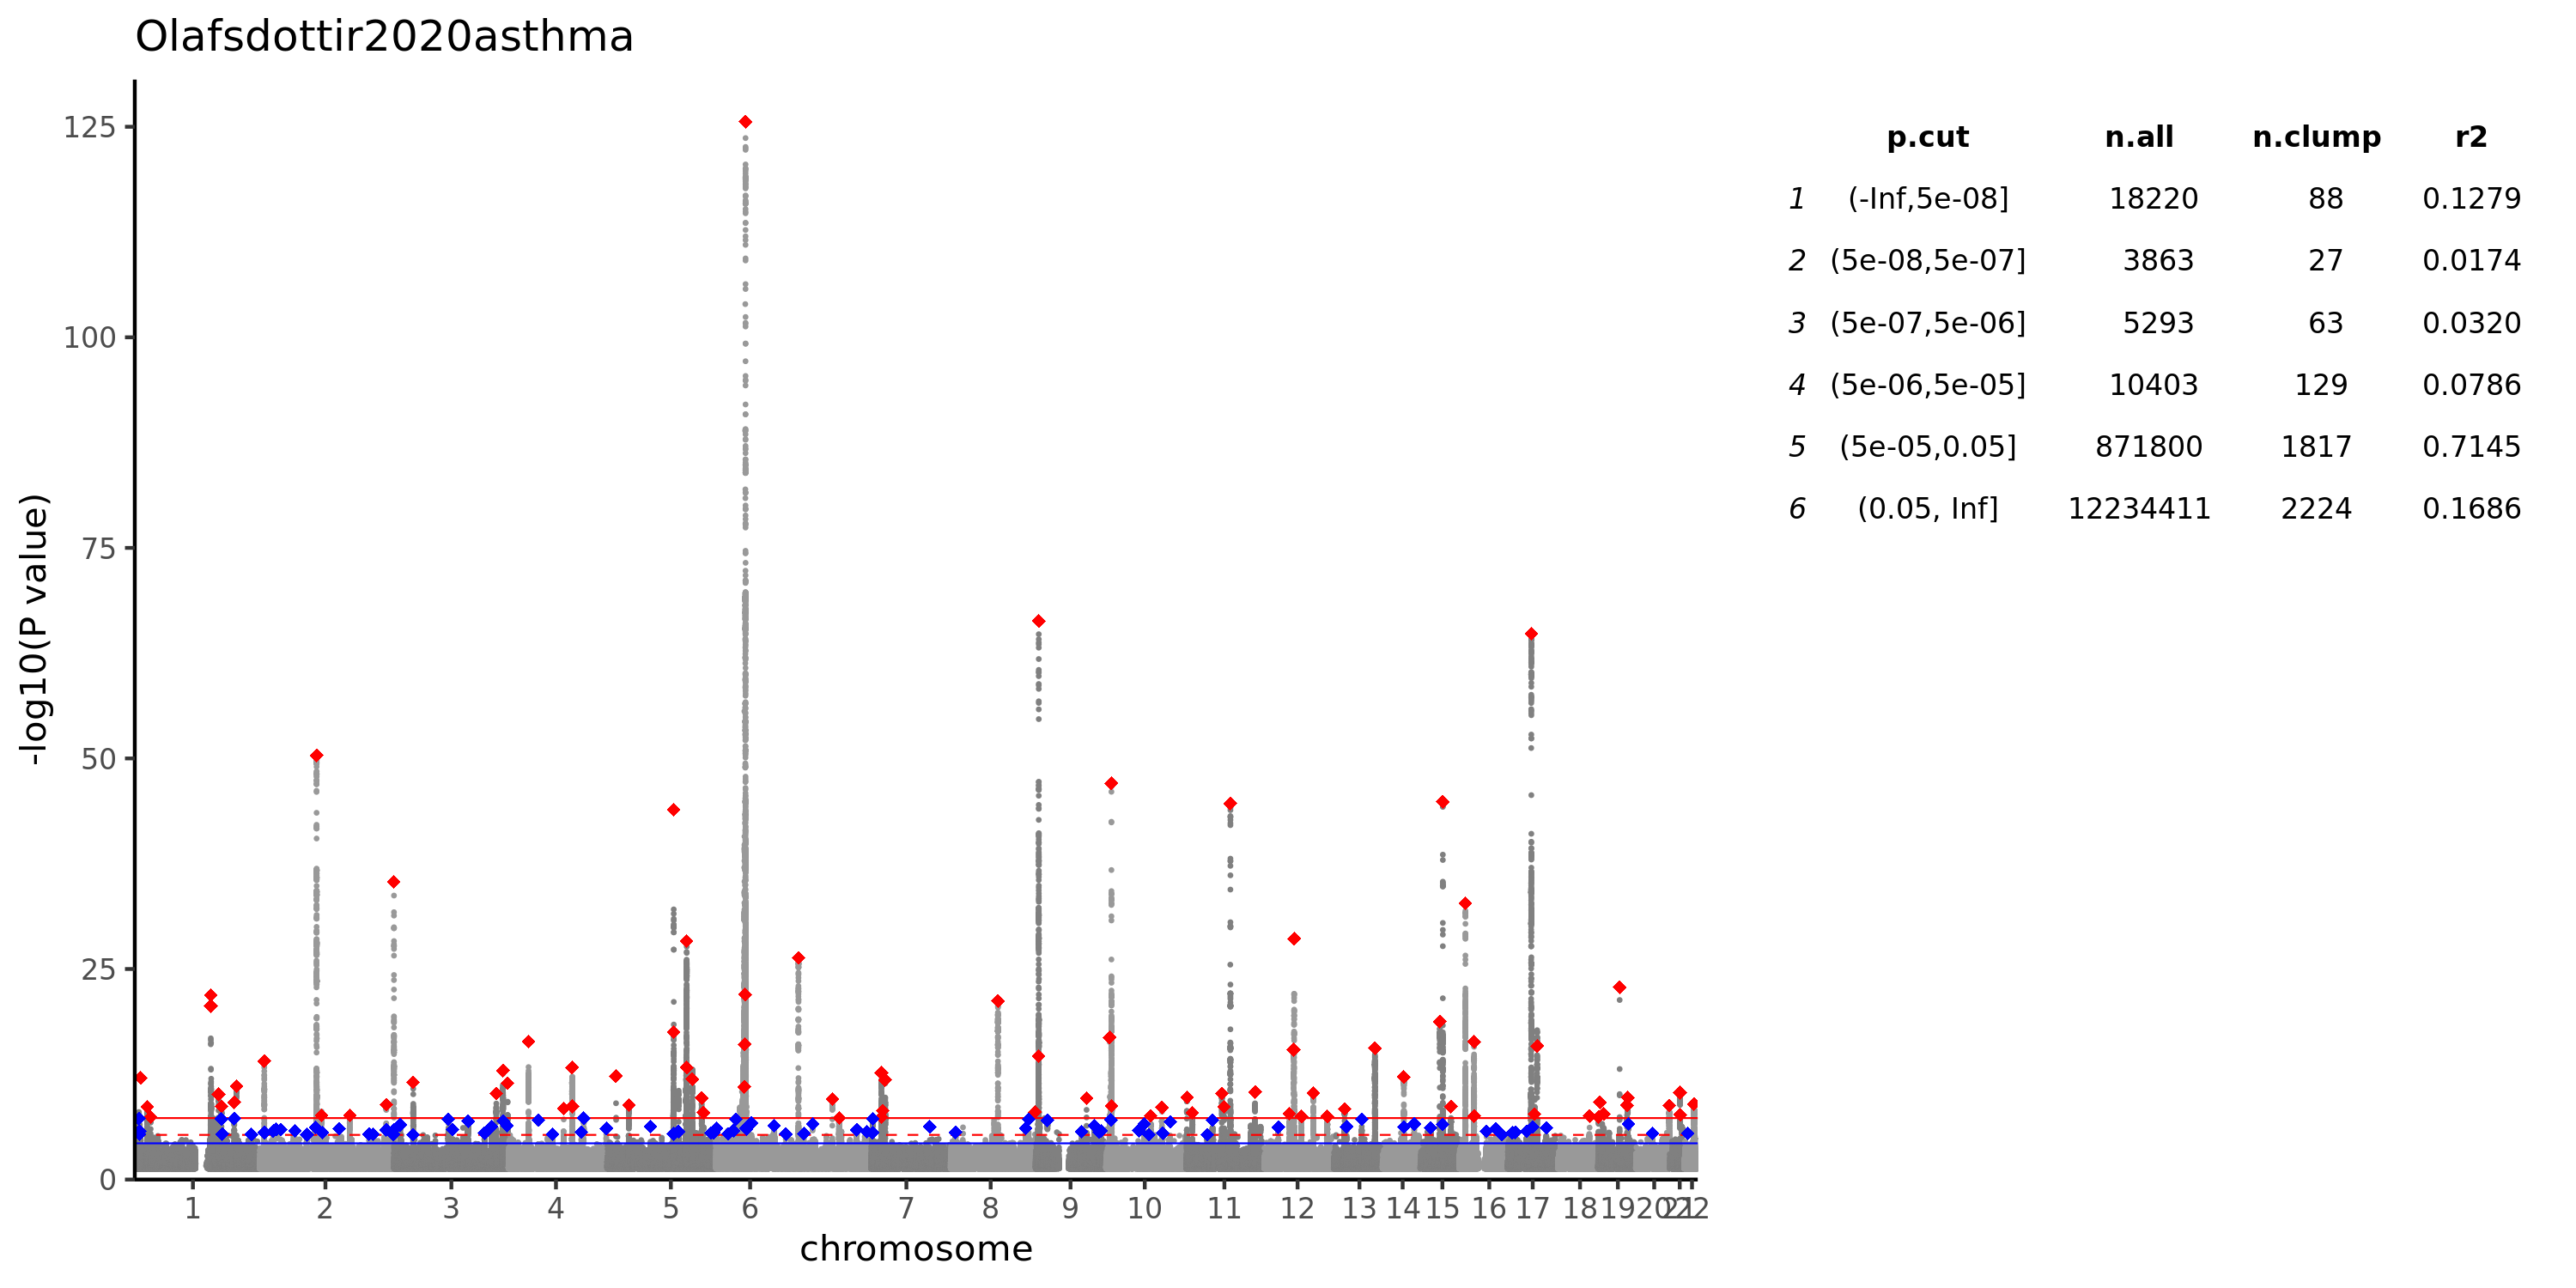 Olafsdottir2020asthma
-log10(P value)
125
100
75
50
25
0
1 2 3 4 5 6 7 8 9 10 11 12 13 14 15 16 17 18 19 20 21 22
chromosome
p.cut n.all n.clump r2
1 (-Inf,5e-08] 18220 88 0.1279
2 (5e-08,5e-07] 3863 27 0.0174
3 (5e-07,5e-06] 5293 63 0.0320
4 (5e-06,5e-05] 10403 129 0.0786
5 (5e-05,0.05] 871800 1817 0.7145
6 (0.05, Inf] 12234411 2224 0.1686